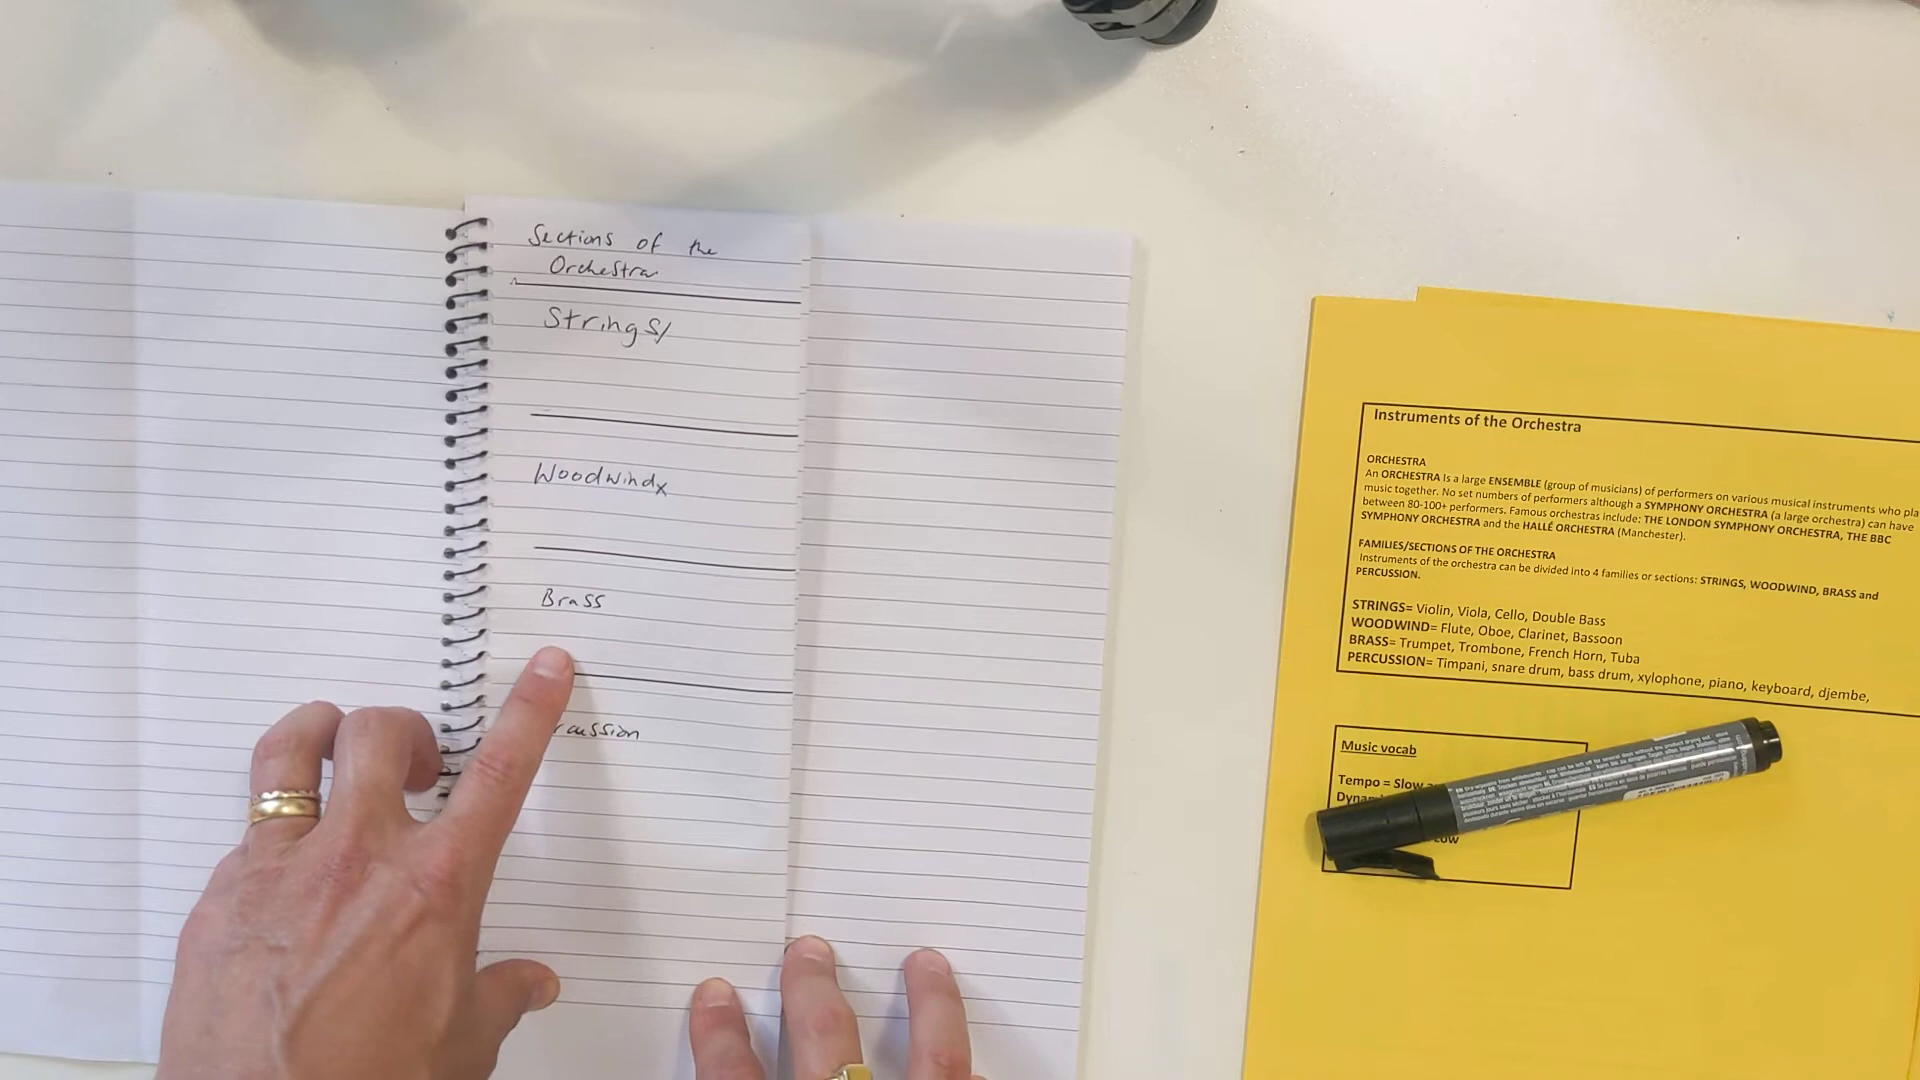 Sections of the
Orchestra
Strings/
Woodwindx
Brass
rcussion
Instruments of the Orchestra
ORCHESTRA
An ORCHESTRA is a large ENSEMBLE (group of musicians) of performers on various musical instruments who pla
music together. No set numbers of performers although a SYMPHONY ORCHESTRA (a large orchestra) can have
between 80-100+ performers. Famous orchestras include: THE LONDON SYMPHONY ORCHESTRA, THE BBC
SYMPHONY ORCHESTRA and the HALLÉ ORCHESTRA (Manchester).
FAMILIES/SECTIONS OF THE ORCHESTRA
Instruments of the orchestra can be divided into 4 families or sections: STRINGS, WOODWIND, BRASS and
PERCUSSION.
STRINGS= Violin, Viola, Cello, Double Bass
WOODWIND= Flute, Oboe, Clarinet, Bassoon
BRASS= Trumpet, Trombone, French Horn, Tuba
PERCUSSION= Timpani, snare drum, bass drum, xylophone, piano, keyboard, djembe,
Music vocab
Tempo = Slow
Dynam